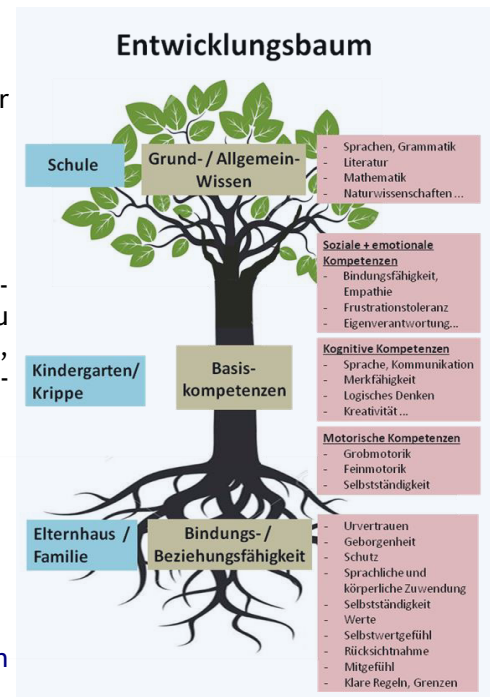 Entwicklungsbaum
r
Schule
Grund- / Allgemein-
Wissen
- Sprachen, Grammatik
- Literatur
- Mathematik
- Naturwissenschaften ...
Soziale + emotionale
Kompetenzen
- Bindungsfähigkeit,
Empathie
- Frustrationstoleranz
- Eigenverantwortung...
-
u
,
-
Kindergarten/
Krippe
Basis-
kompetenzen
Kognitive Kompetenzen
- Sprache, Kommunikation
- Merkfähigkeit
- Logisches Denken
- Kreativität ...
Motorische Kompetenzen
- Grobmotorik
- Feinmotorik
- Selbstständigkeit
Elternhaus /
Familie
Bindungs- /
Beziehungsfähigkeit
- Urvertrauen
- Geborgenheit
- Schutz
- Sprachliche und
körperliche Zuwendung
- Selbstständigkeit
- Werte
- Selbstwertgefühl
- Rücksichtnahme
- Mitgefühl
- Klare Regeln, Grenzen
n